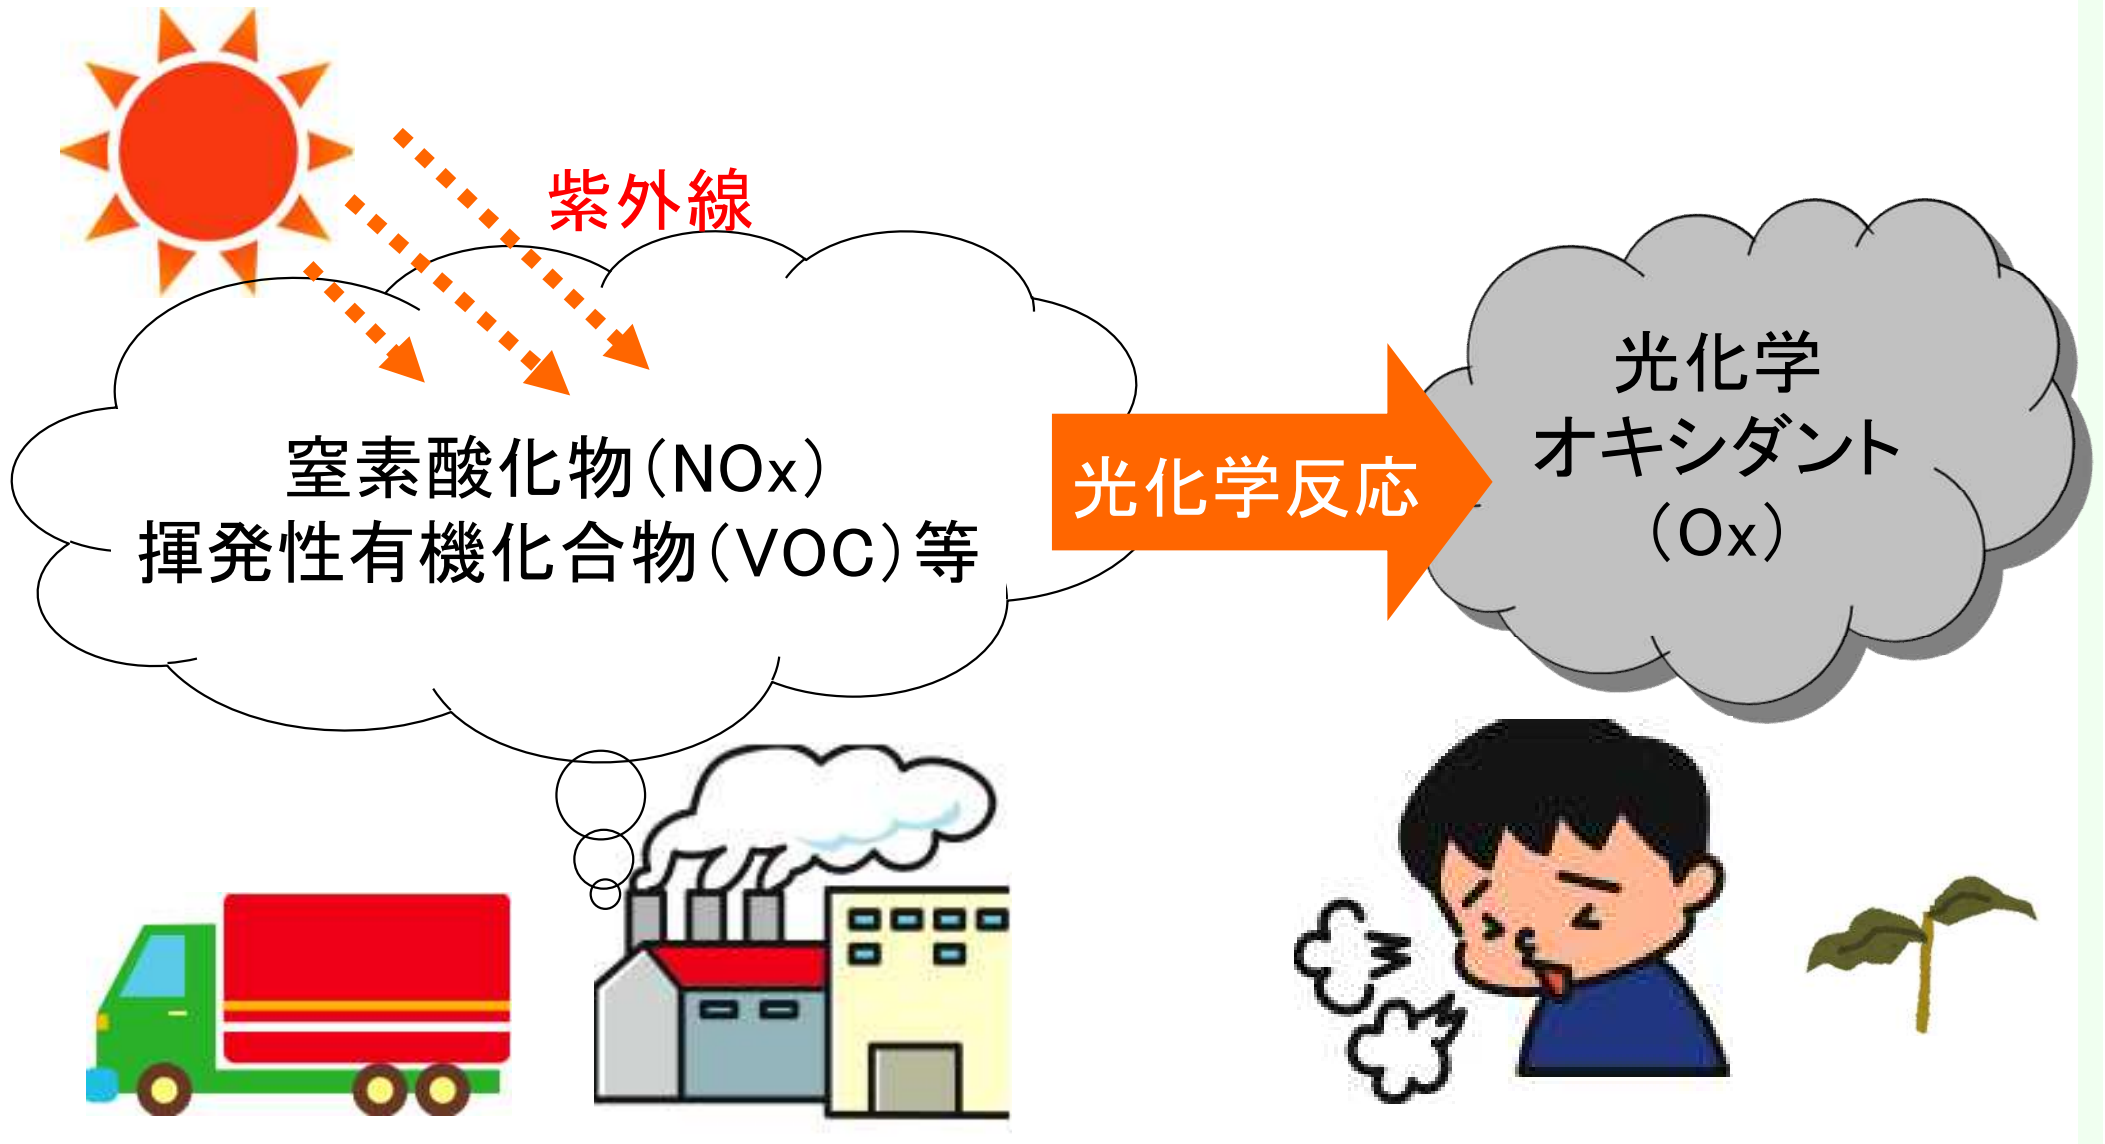 紫外線
窒素酸化物（NOx）
揮発性有機化合物（VOC）等
光化学反応
光化学
オキシダント
（Ox）